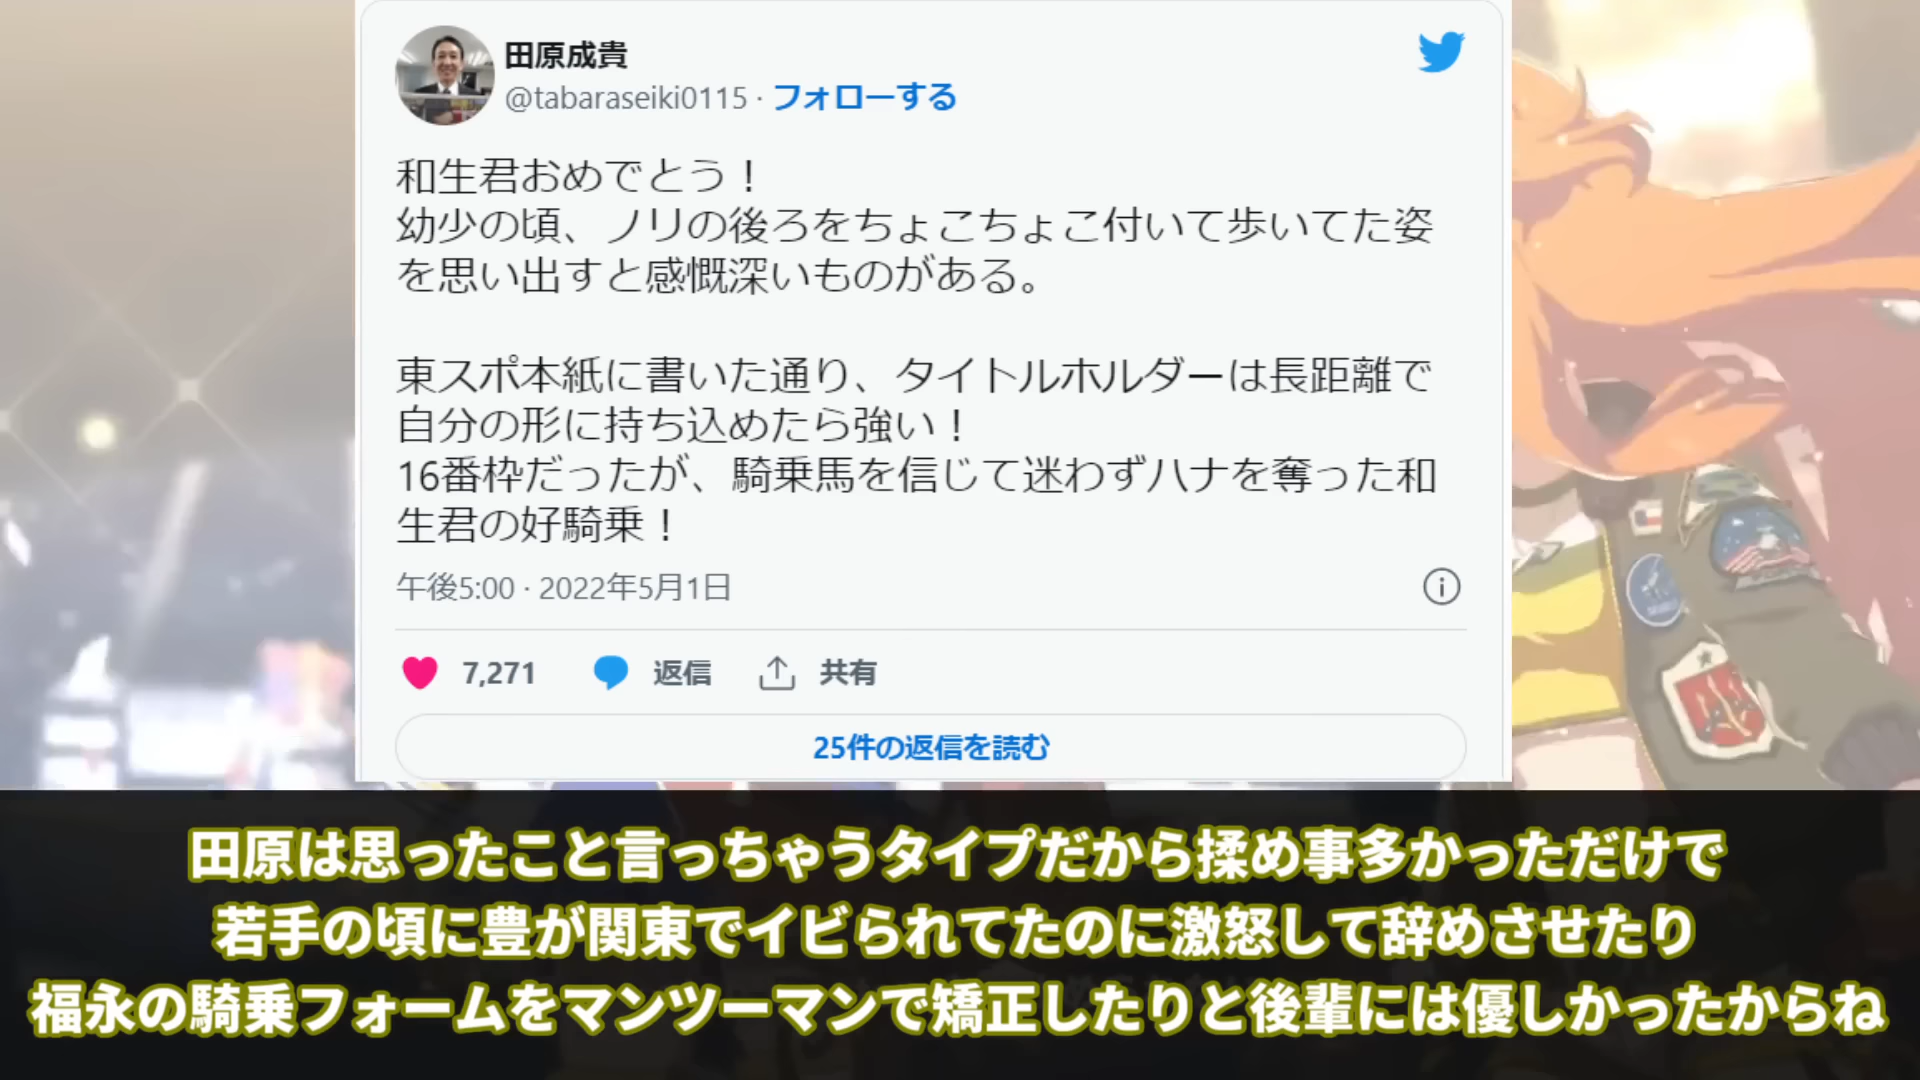 田原成貴
@tabaraseiki0115 · フォローする
和生君おめでとう！
幼少の頃、ノリの後ろをちょこちょこ付いて歩いてた姿
を思い出すと感慨深いものがある。
東スポ本紙に書いた通り、タイトルホルダーは長距離で
自分の形に持ち込めたら強い！
16番枠だったが、騎乗馬を信じて迷わずハナを奪った和
生君の好騎乗！
午後5:00 · 2022年5月1日
7,271 返信 共有
25件の返信を読む
田原は思ったこと言っちゃうタイプだから揉め事多かっただけで
若手の頃に豊が関東でイビられてたのに激怒して辞めさせたり
福永の騎乗フォームをマンツーマンで矯正したりと後輩には優しかったからね